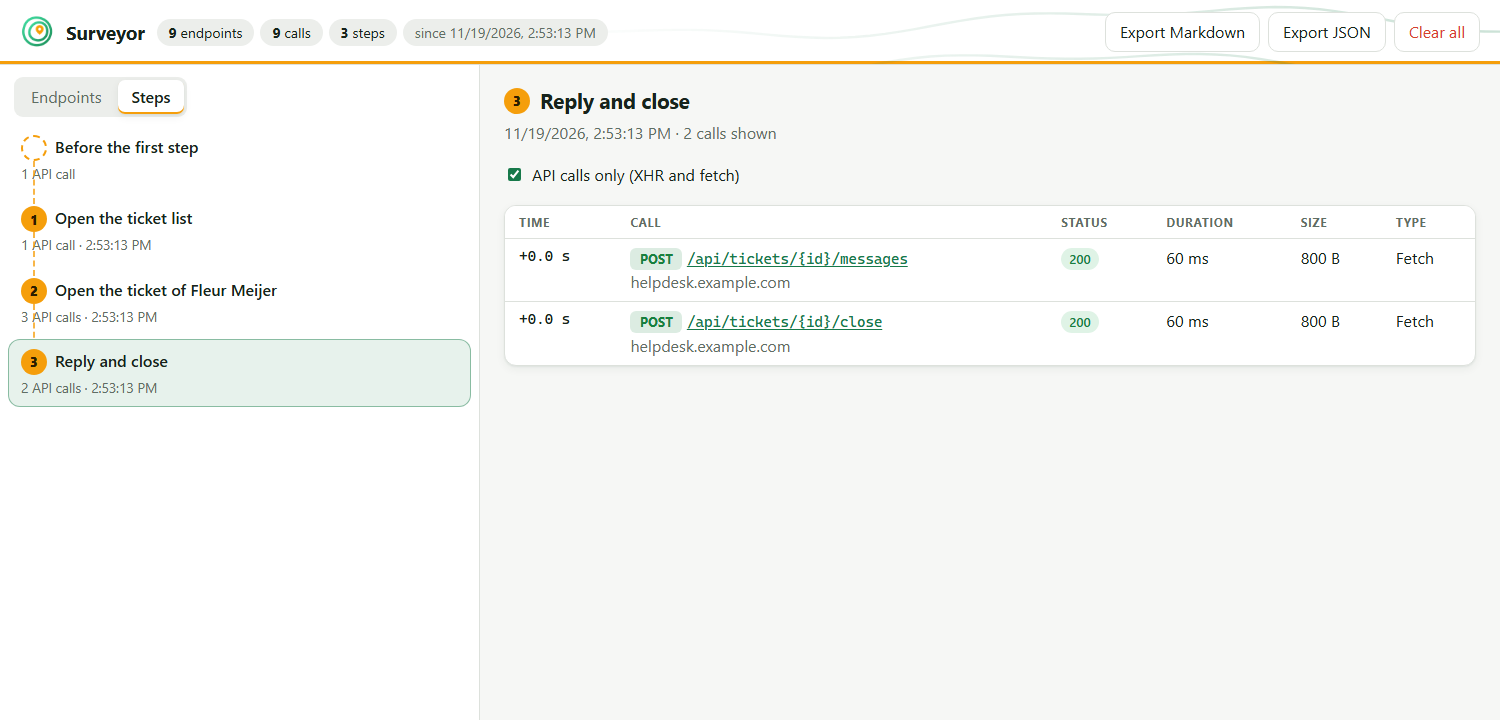 Surveyor 9 endpoints 9 calls 3 steps since 11/19/2026, 2:53:13 PM Export Markdown Export JSON Clear all
Endpoints Steps
Before the first step
1 API call
1 Open the ticket list
1 API call · 2:53:13 PM
2 Open the ticket of Fleur Meijer
3 API calls · 2:53:13 PM
3 Reply and close
2 API calls · 2:53:13 PM
3 Reply and close
11/19/2026, 2:53:13 PM · 2 calls shown
API calls only (XHR and fetch)
TIME CALL STATUS DURATION SIZE TYPE
+0.0 s POST /api/tickets/{id}/messages 200 60 ms 800 B Fetch
helpdesk.example.com
+0.0 s POST /api/tickets/{id}/close 200 60 ms 800 B Fetch
helpdesk.example.com